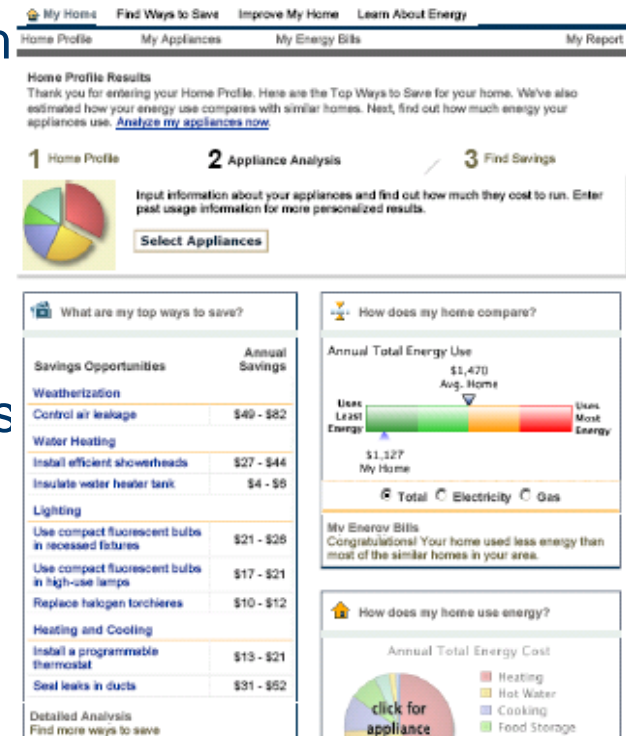 My Home Find Ways to Save Improve My Home Learn About Energy
n
Home Profile My Appliances My Energy Bills My Report
Home Profile Results
Thank you for entering your Home Profile. Here are the Top Ways to Save for your home. We've also
estimated how your energy use compares with similar homes. Next, find out how much energy your
appliances use. Analyze my appliances now.
1 Home Profile 2 Appliance Analysis 3 Find Savings
Input information about your appliances and find out how much they cost to run. Enter
past usage information for more personalized results.
Select Appliances
What are my top ways to save?
Savings Opportunities Annual Savings
Weatherization
Control air leakage $49 - $82
Water Heating
Install efficient showerheads $27 - $44
Insulate water heater tank $4 - $6
Lighting
Use compact fluorescent bulbs
in recessed fixtures $21 - $26
Use compact fluorescent bulbs
in high-use lamps $17 - $21
Replace halogen torchieres $10 - $12
Heating and Cooling
Install a programmable
thermostat $13 - $21
Seal leaks in ducts $31 - $52
Detailed Analysis
Find more ways to save
s
How does my home compare?
Annual Total Energy Use
$1,470
Avg. Home
Uses
Least
Energy
Uses
Most
Energy
$1,127
My Home
Total Electricity Gas
My Energy Bills
Congratulations! Your home used less energy than
most of the similar homes in your area.
How does my home use energy?
Annual Total Energy Cost
click for
appliance
Heating
Hot Water
Cooking
Food Storage